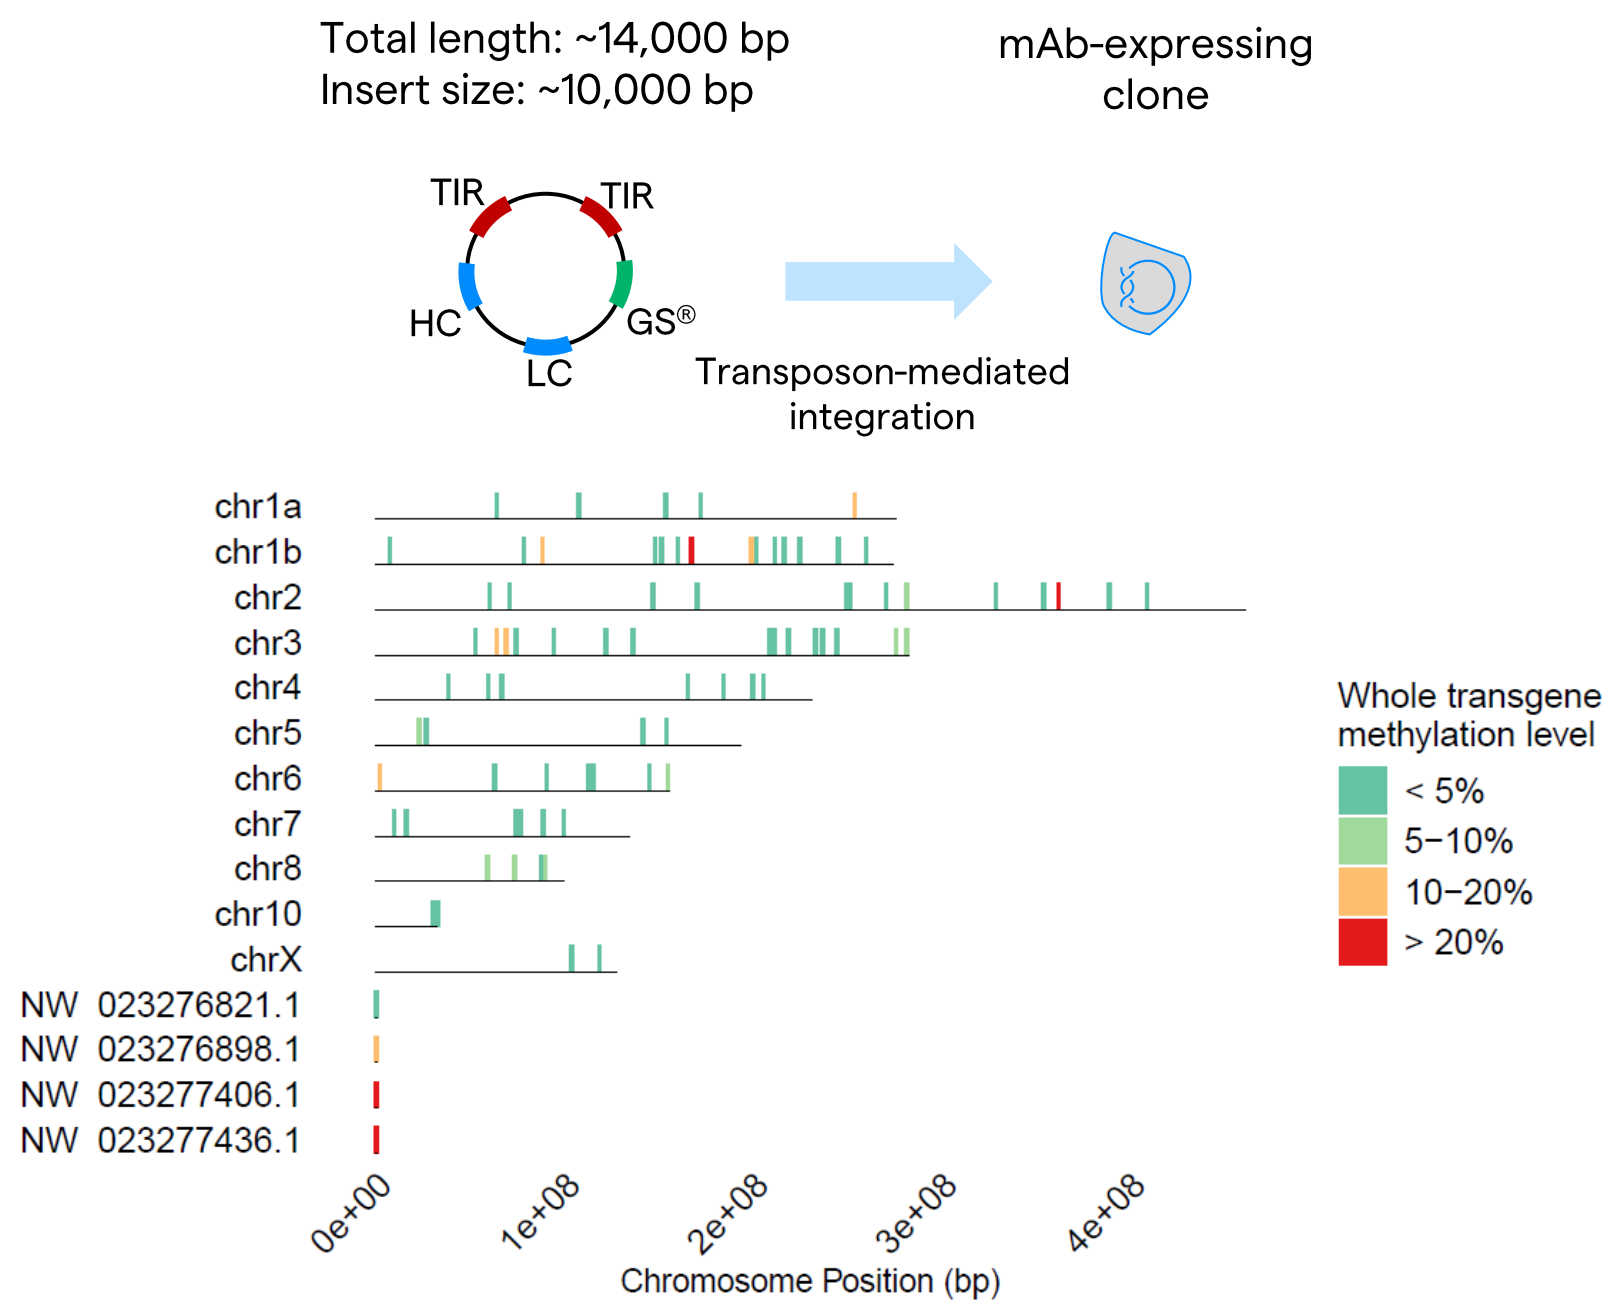 Total length: ~14,000 bp
Insert size: ~10,000 bp
mAb-expressing
clone
TIR
TIR
HC
GS®
LC
Transposon-mediated
integration
chr1a
chr1b
chr2
chr3
chr4
chr5
chr6
chr7
chr8
chr10
chrX
NW 023276821.1
NW 023276898.1
NW 023277406.1
NW 023277436.1
0e+00
1e+08
2e+08
3e+08
4e+08
Chromosome Position (bp)
Whole transgene
methylation level
< 5%
5−10%
10−20%
> 20%